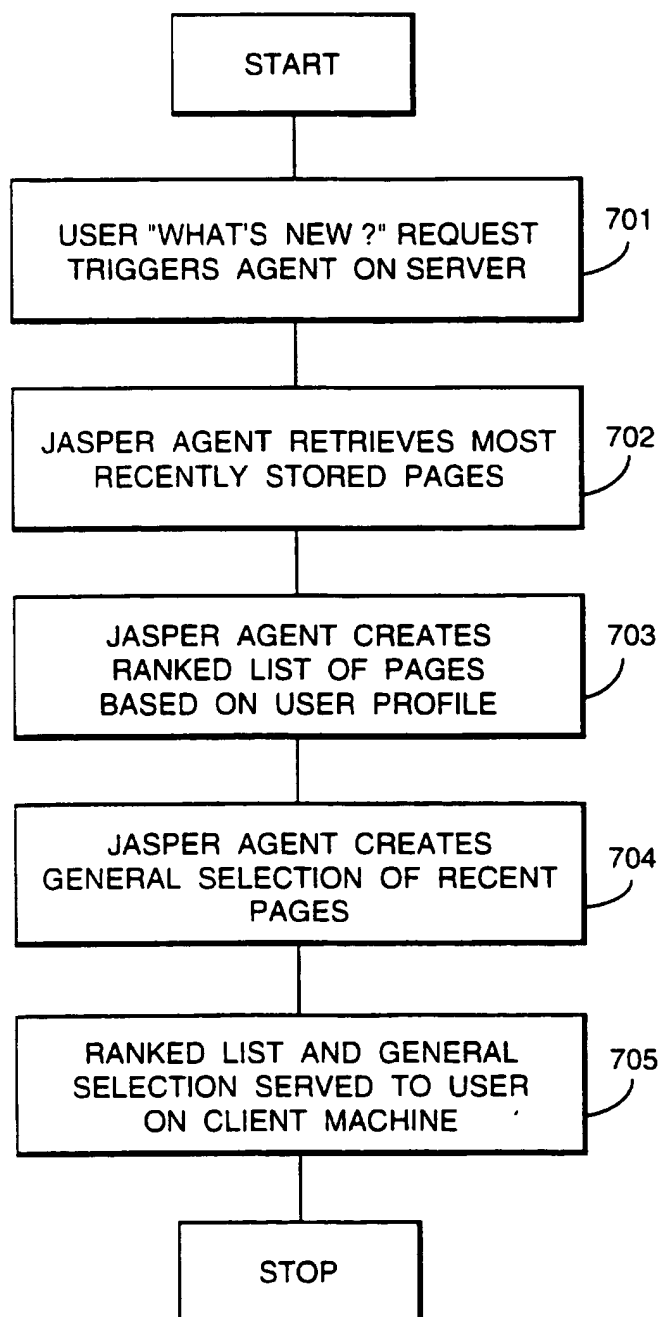 START
USER "WHAT'S NEW ?" REQUEST
TRIGGERS AGENT ON SERVER
701
JASPER AGENT RETRIEVES MOST
RECENTLY STORED PAGES
702
JASPER AGENT CREATES
RANKED LIST OF PAGES
BASED ON USER PROFILE
703
JASPER AGENT CREATES
GENERAL SELECTION OF RECENT
PAGES
704
RANKED LIST AND GENERAL
SELECTION SERVED TO USER
ON CLIENT MACHINE
705
STOP